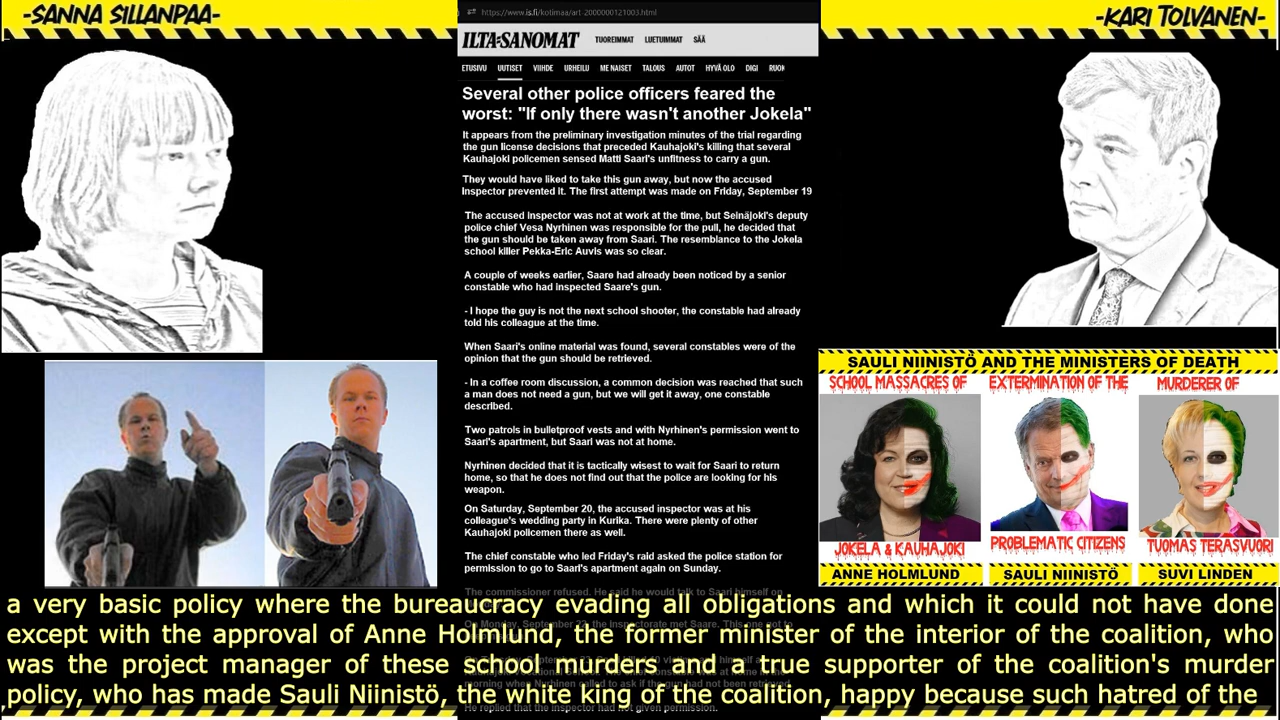 -SANNA SILLANPAA-
https://www.is.fi/kotimaa/art-2000000121003.html
ILTA-SANOMAT TUOREIMMAT LUETUIMMAT SÄÄ
ETUSIVU UUTISET VIIHDE URHEILU ME NAISET TALOUS AUTOT HYVÄ OLO DIGI RUOK
Several other police officers feared the
worst: "If only there wasn't another Jokela"
It appears from the preliminary investigation minutes of the trial regarding
the gun license decisions that preceded Kauhajoki's killing that several
Kauhajoki policemen sensed Matti Saari's unfitness to carry a gun.
They would have liked to take this gun away, but now the accused
inspector prevented it. The first attempt was made on Friday, September 19
The accused inspector was not at work at the time, but Seinäjoki's deputy
police chief Vesa Nyrhinen was responsible for the pull, he decided that
the gun should be taken away from Saari. The resemblance to the Jokela
school killer Pekka-Eric Auvis was so clear.
A couple of weeks earlier, Saare had already been noticed by a senior
constable who had inspected Saare's gun.
- I hope the guy is not the next school shooter, the constable had already
told his colleague at the time.
When Saari's online material was found, several constables were of the
opinion that the gun should be retrieved.
- In a coffee room discussion, a common decision was reached that such
a man does not need a gun, but we will get it away, one constable
described.
Two patrols in bulletproof vests and with Nyrhinen's permission went to
Saari's apartment, but Saari was not at home.
Nyrhinen decided that it is tactically wisest to wait for Saari to return
home, so that he does not find out that the police are looking for his
weapon.
On Saturday, September 20, the accused inspector was at his
colleague's wedding party in Kurika. There were plenty of other
Kauhajoki policemen there as well.
The chief constable who led Friday's raid asked the police station for
permission to go to Saari's apartment again on Sunday.
The commissioner refused. He said he would talk to Saari himself on
He replied that the inspector had not given permission.
-KARI TOLVANEN-
SAULI NIINISTÖ AND THE MINISTERS OF DEATH
SCHOOL MASSACRES OF EXTERMINATION OF THE MURDERER OF
JOKELA & KAUHAJOKI PROBLEMATIC CITIZENS TUOMAS TERASVUORI
ANNE HOLMLUND SAULI NIINISTÖ SUVI LINDEN
a very basic policy where the bureaucracy evading all obligations and which it could not have done
except with the approval of Anne Holmlund, the former minister of the interior of the coalition, who
was the project manager of these school murders and a true supporter of the coalition's murder
policy, who has made Sauli Niinistö, the white king of the coalition, happy because such hatred of the